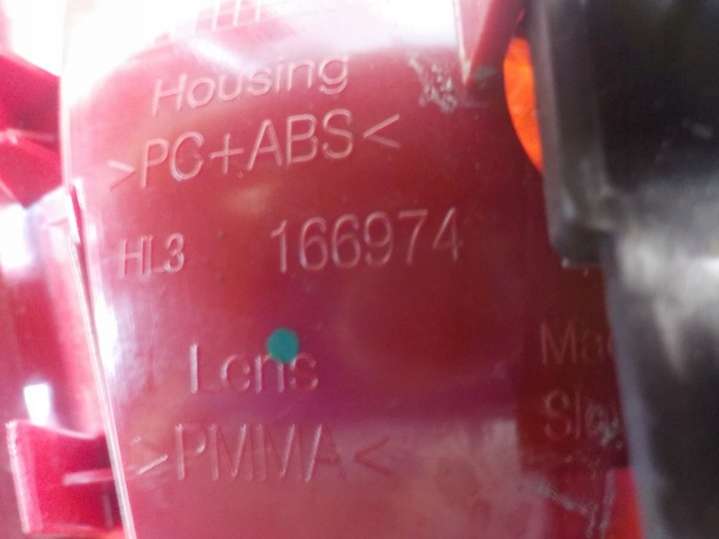 Housing
>PC+ABS<
HL3 166974
Lens
>PMMA<